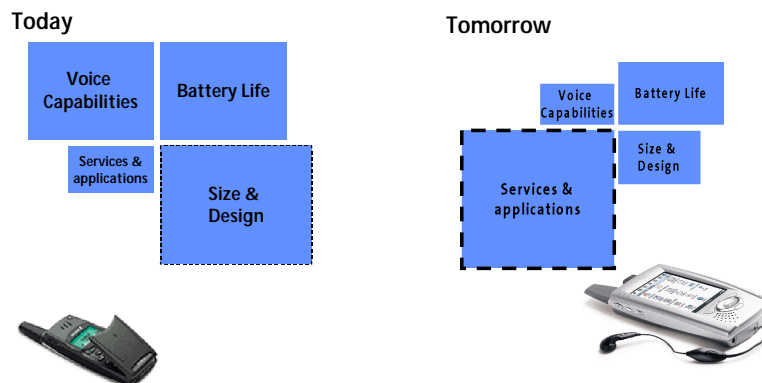 Today
Tomorrow
Voice
Capabilities
Battery Life
Services &
applications
Size &
Design
Voice
Capabilities
Battery Life
Services &
applications
Size &
Design